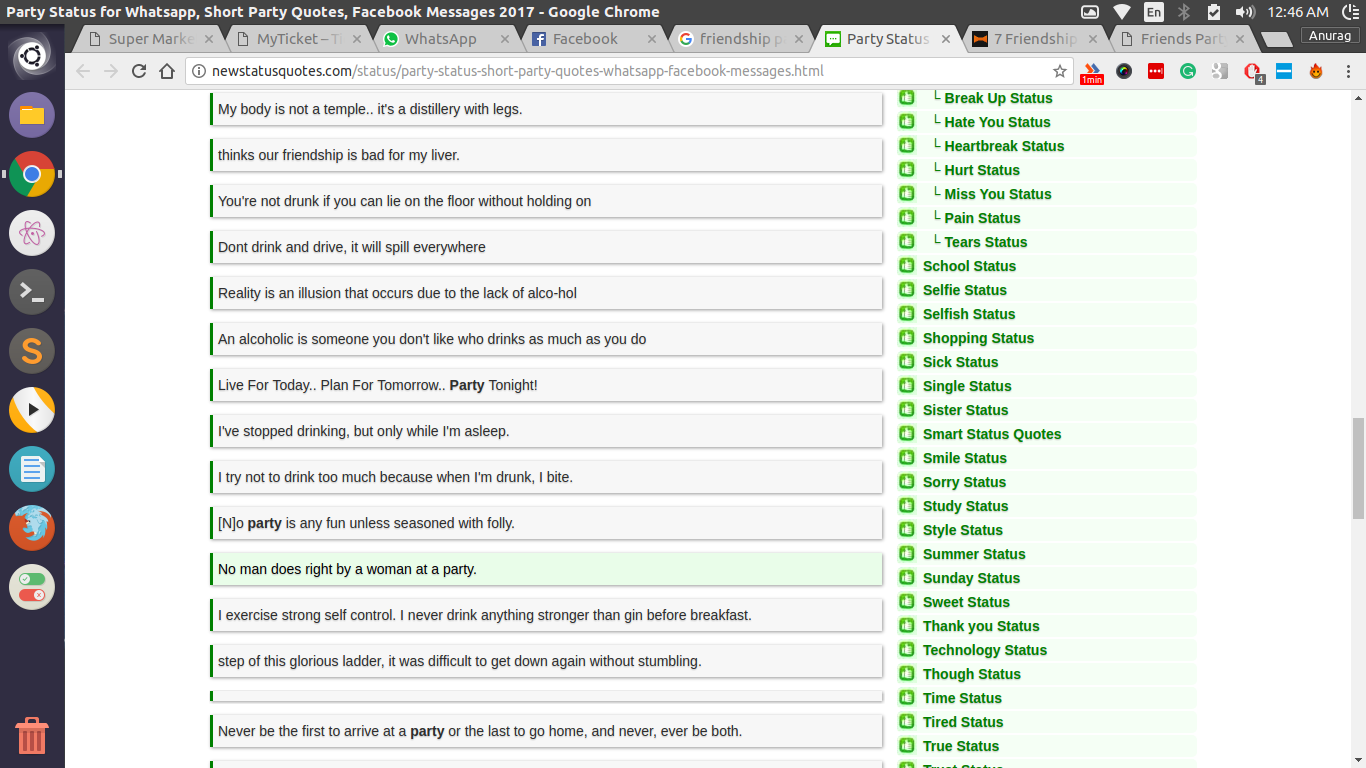 Party Status for Whatsapp, Short Party Quotes, Facebook Messages 2017 - Google Chrome
En
12:46 AM
Super Marke
MyTicket – T
WhatsApp
Facebook
friendship p
Party Status
7 Friendship
Friends Part
Anurag
newstatusquotes.com/status/party-status-short-party-quotes-whatsapp-facebook-messages.html
1min
4
My body is not a temple.. it's a distillery with legs.
thinks our friendship is bad for my liver.
You're not drunk if you can lie on the floor without holding on
Dont drink and drive, it will spill everywhere
Reality is an illusion that occurs due to the lack of alco-hol
An alcoholic is someone you don't like who drinks as much as you do
Live For Today.. Plan For Tomorrow.. Party Tonight!
I've stopped drinking, but only while I'm asleep.
I try not to drink too much because when I'm drunk, I bite.
[N]o party is any fun unless seasoned with folly.
No man does right by a woman at a party.
I exercise strong self control. I never drink anything stronger than gin before breakfast.
step of this glorious ladder, it was difficult to get down again without stumbling.
Never be the first to arrive at a party or the last to go home, and never, ever be both.
└ Break Up Status
└ Hate You Status
└ Heartbreak Status
└ Hurt Status
└ Miss You Status
└ Pain Status
└ Tears Status
School Status
Selfie Status
Selfish Status
Shopping Status
Sick Status
Single Status
Sister Status
Smart Status Quotes
Smile Status
Sorry Status
Study Status
Style Status
Summer Status
Sunday Status
Sweet Status
Thank you Status
Technology Status
Though Status
Time Status
Tired Status
True Status
Trust Status